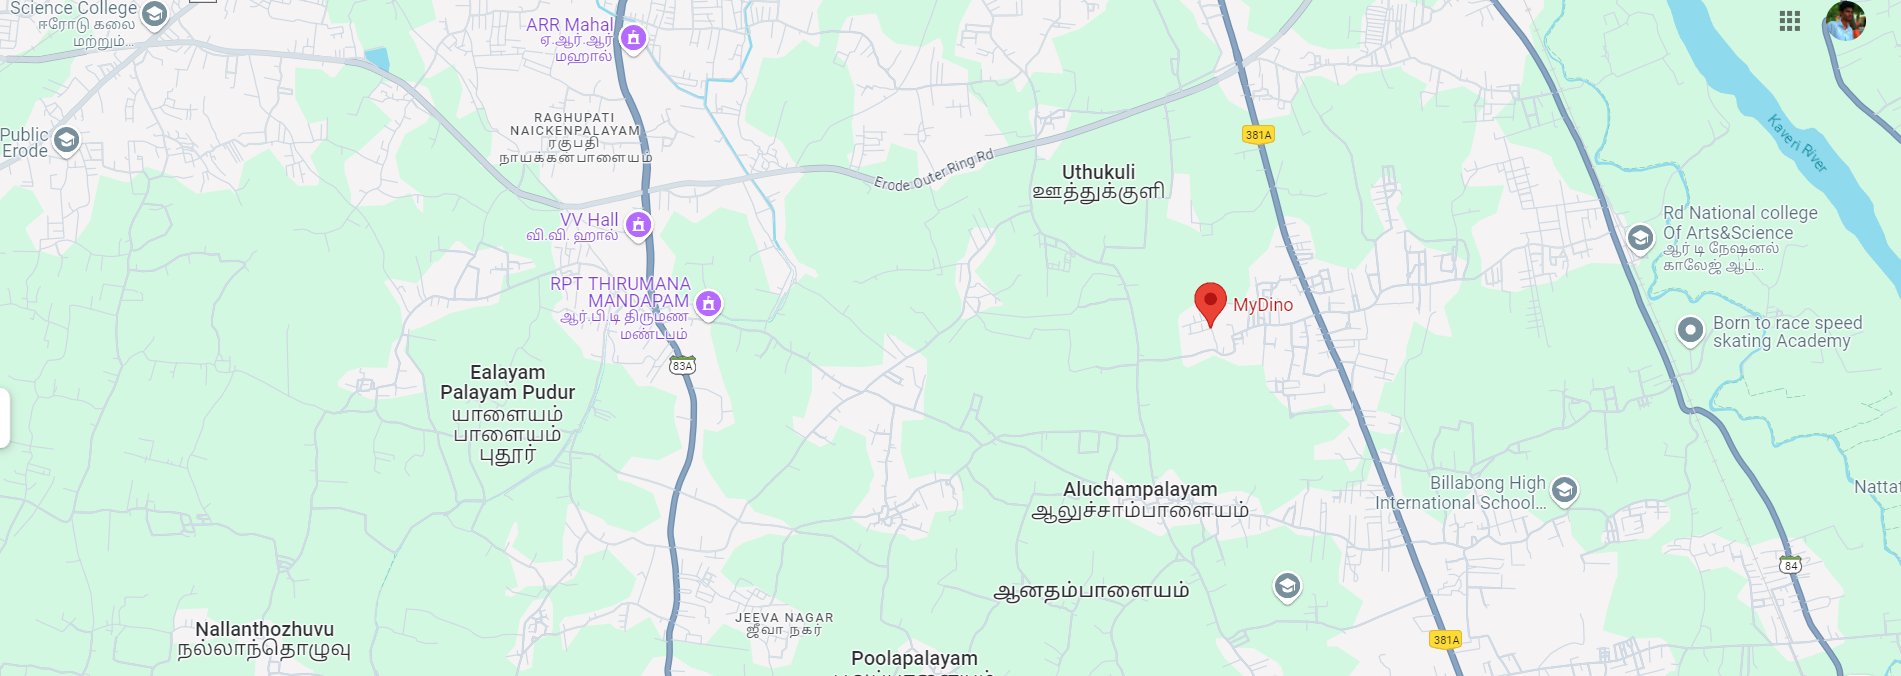 Science College
ஈரோடு கலை
மற்றும்...
ARR Mahal
ஏ.ஆர்.ஆர்
மஹால்
Public
Erode
RAGHUPATI
NAICKENPALAYAM
ரகுபதி
நாயக்கன்பாளையம்
Erode Outer Ring Rd
381A
Uthukuli
ஊத்துக்குளி
Kaveri River
VV Hall
வி.வி. ஹால்
Rd National college
Of Arts&Science
ஆர் டி நேஷனல்
காலேஜ் ஆப்...
RPT THIRUMANA
MANDAPAM
ஆர்.பி.டி திருமண
மண்டபம்
MyDino
Born to race speed
skating Academy
83A
Ealayam
Palayam Pudur
யாளையம்
பாளையம்
புதூர்
Aluchampalayam
ஆலுச்சாம்பாளையம்
Billabong High
International School...
Nattat
84
ஆனதம்பாளையம்
JEEVA NAGAR
ஜீவா நகர்
Nallanthozhuvu
நல்லாந்தொழுவு
381A
Poolapalayam